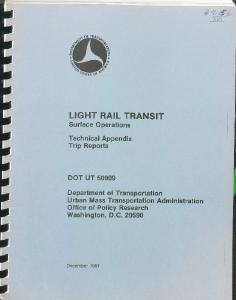 LIGHT RAIL TRANSIT
Surface Operations
Technical Appendix
Trip Reports
DOT UT 50009
Department of Transportation
Urban Mass Transportation Administration
Office of Policy Research
Washington, D.C. 20590
December 1981